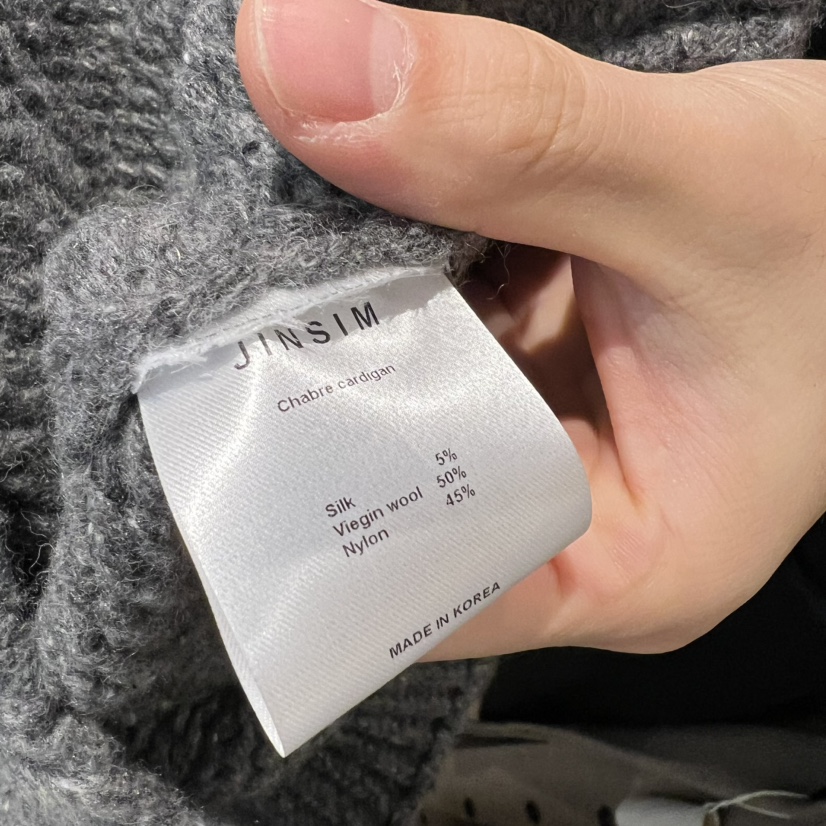 JINSIM
Chabre cardigan
Silk 5%
Viegin wool 50%
Nylon 45%
MADE IN KOREA